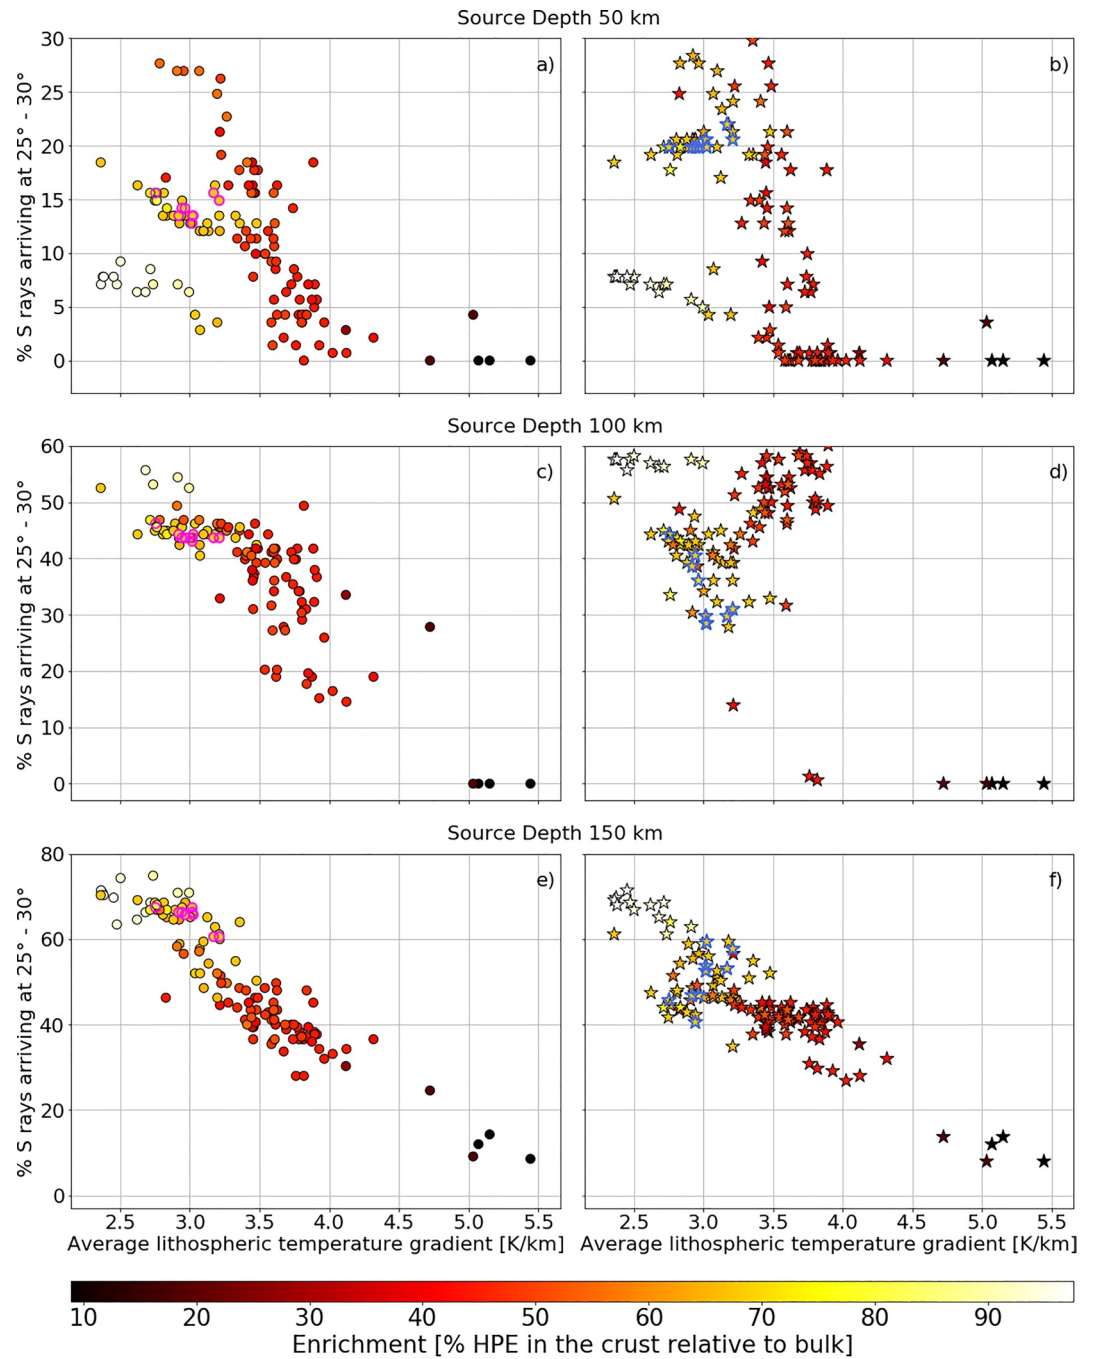 Source Depth 50 km
% S rays arriving at 25° - 30°
30
25
20
15
10
5
0
a)
b)
Source Depth 100 km
% S rays arriving at 25° - 30°
60
50
40
30
20
10
0
c)
d)
Source Depth 150 km
% S rays arriving at 25° - 30°
80
60
40
20
0
e)
f)
2.5 3.0 3.5 4.0 4.5 5.0 5.5
2.5 3.0 3.5 4.0 4.5 5.0 5.5
Average lithospheric temperature gradient [K/km]
Average lithospheric temperature gradient [K/km]
10 20 30 40 50 60 70 80 90
Enrichment [% HPE in the crust relative to bulk]